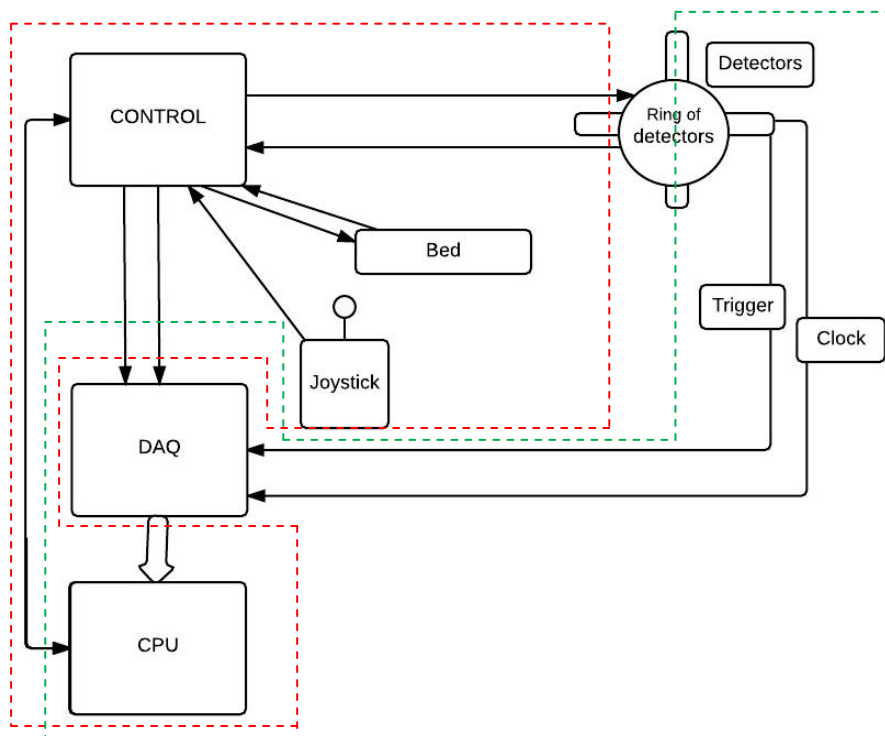 Detectors
CONTROL
Ring of
detectors
Bed
Trigger
Clock
Joystick
DAQ
CPU